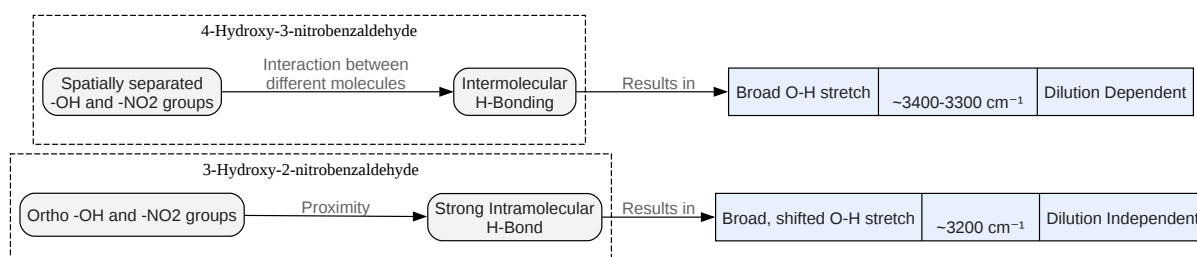 4-Hydroxy-3-nitrobenzaldehyde
Spatially separated
-OH and -NO2 groups
Interaction between
different molecules
Intermolecular
H-Bonding
Results in
Broad O-H stretch
~3400-3300 cm⁻¹
Dilution Dependent
3-Hydroxy-2-nitrobenzaldehyde
Ortho -OH and -NO2 groups
Proximity
Strong Intramolecular
H-Bond
Results in
Broad, shifted O-H stretch
~3200 cm⁻¹
Dilution Independent